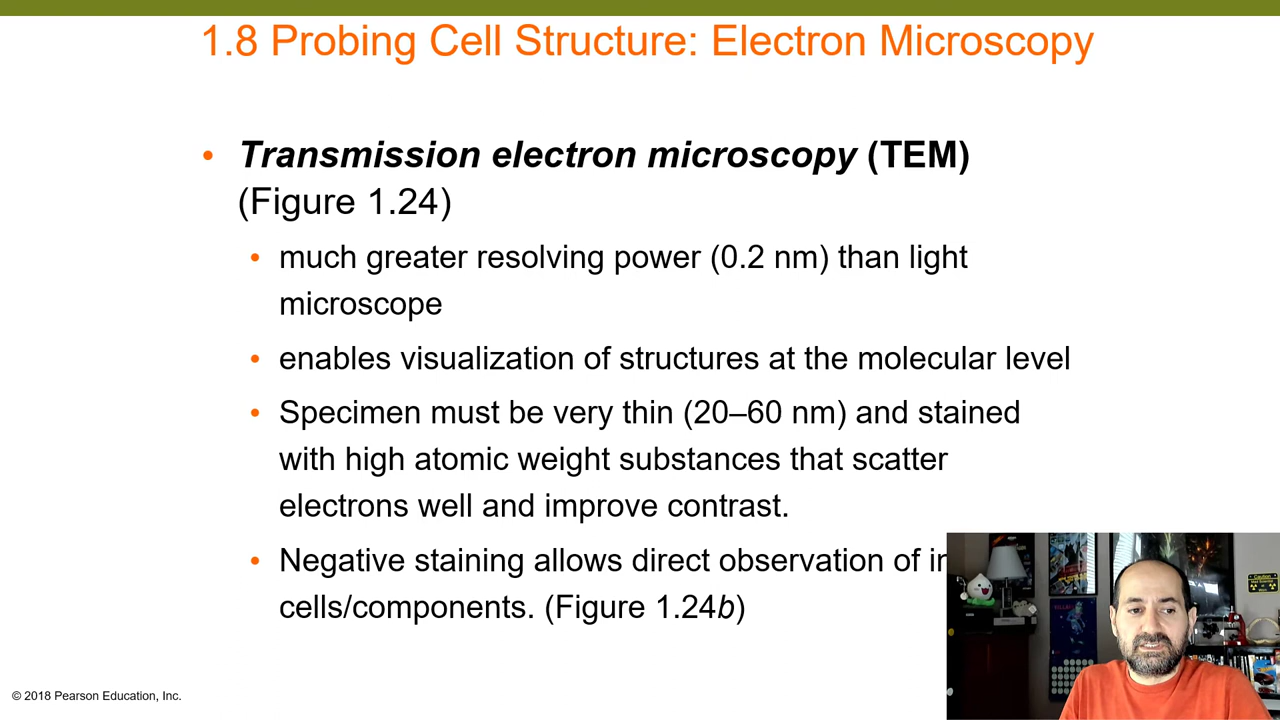 1.8 Probing Cell Structure: Electron Microscopy
• Transmission electron microscopy (TEM)
(Figure 1.24)
• much greater resolving power (0.2 nm) than light
microscope
• enables visualization of structures at the molecular level
• Specimen must be very thin (20–60 nm) and stained
with high atomic weight substances that scatter
electrons well and improve contrast.
• Negative staining allows direct observation of
cells/components. (Figure 1.24b)
© 2018 Pearson Education, Inc.
Caution